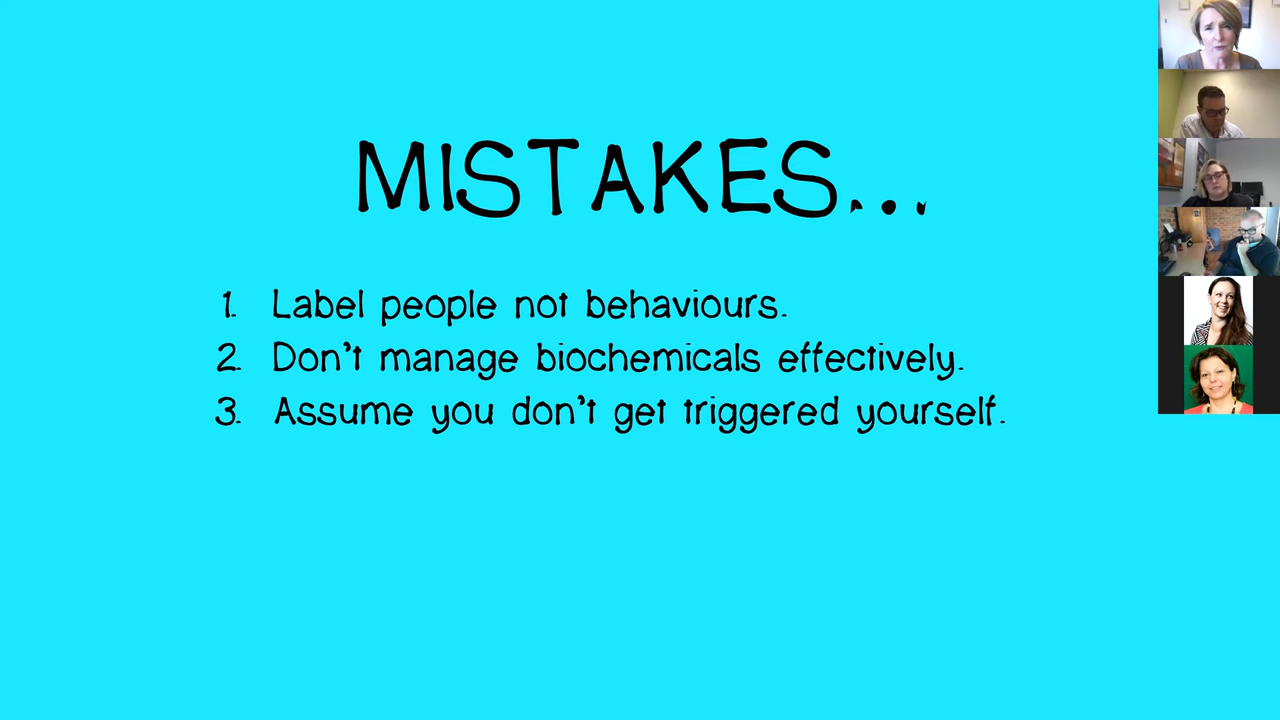 MISTAKES...
1. Label people not behaviours.
2. Don't manage biochemicals effectively.
3. Assume you don't get triggered yourself.